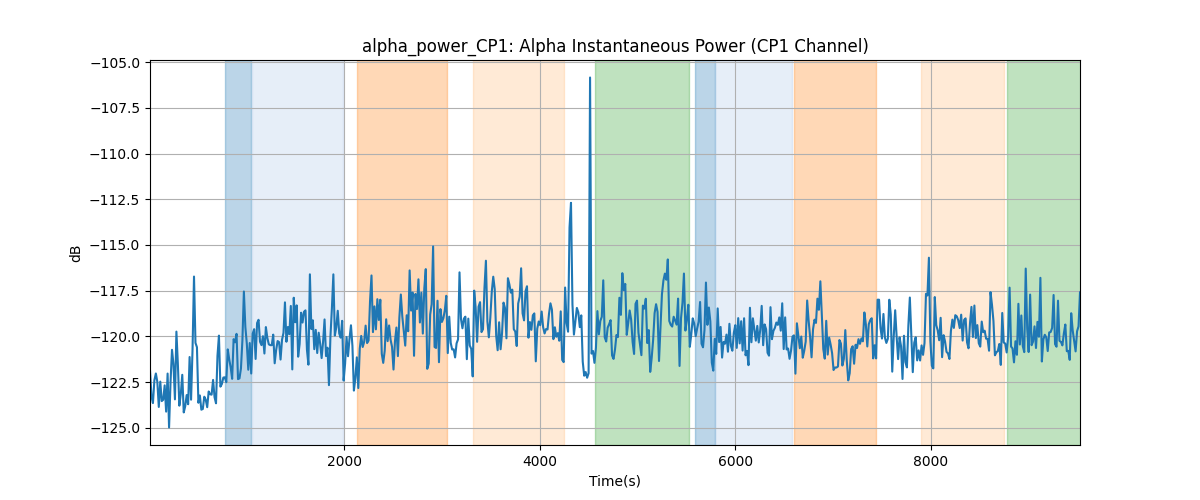 alpha_power_CP1: Alpha Instantaneous Power (CP1 Channel)
−105.0
−107.5
−110.0
−112.5
−115.0
−117.5
−120.0
−122.5
−125.0
dB
2000 4000 6000 8000
Time(s)